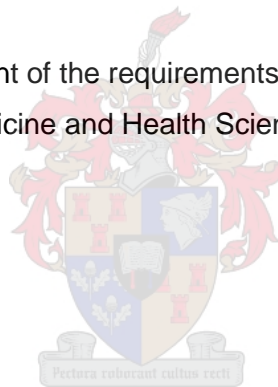 nt of the requirements
icine and Health Scien
Pectora roborant cultus recti